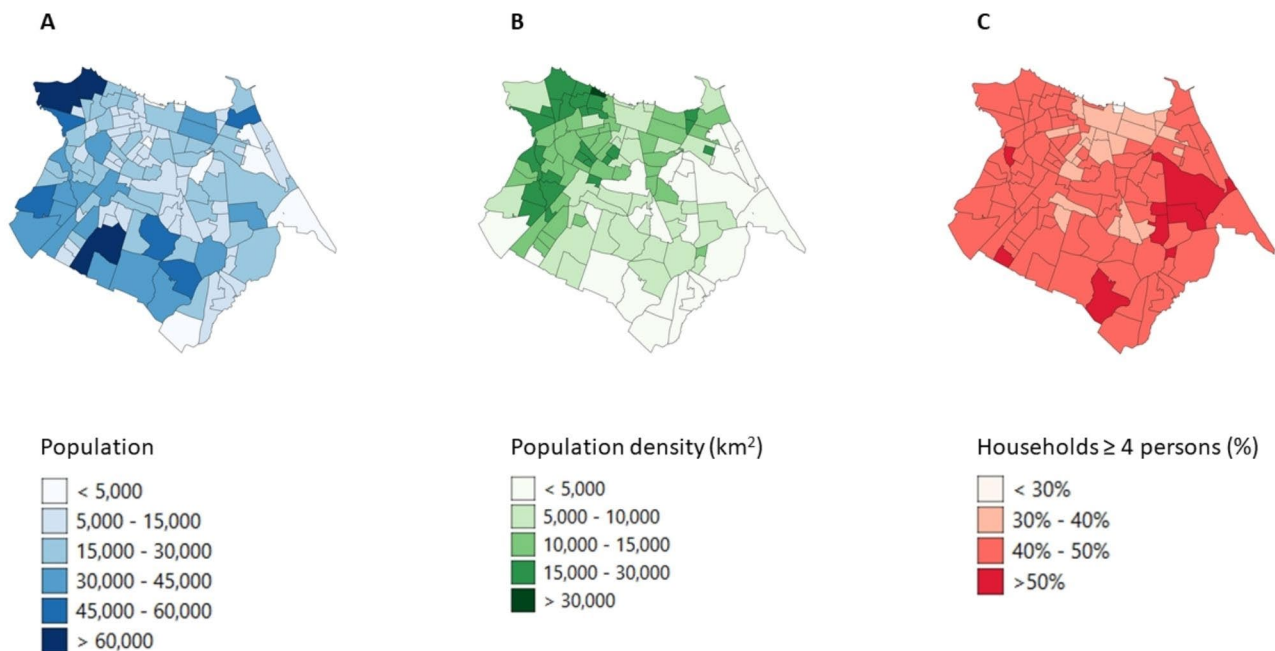 A
B
C
Population
< 5,000
5,000 - 15,000
15,000 - 30,000
30,000 - 45,000
45,000 - 60,000
> 60,000
Population density (km²)
< 5,000
5,000 - 10,000
10,000 - 15,000
15,000 - 30,000
> 30,000
Households ≥ 4 persons (%)
< 30%
30% - 40%
40% - 50%
>50%